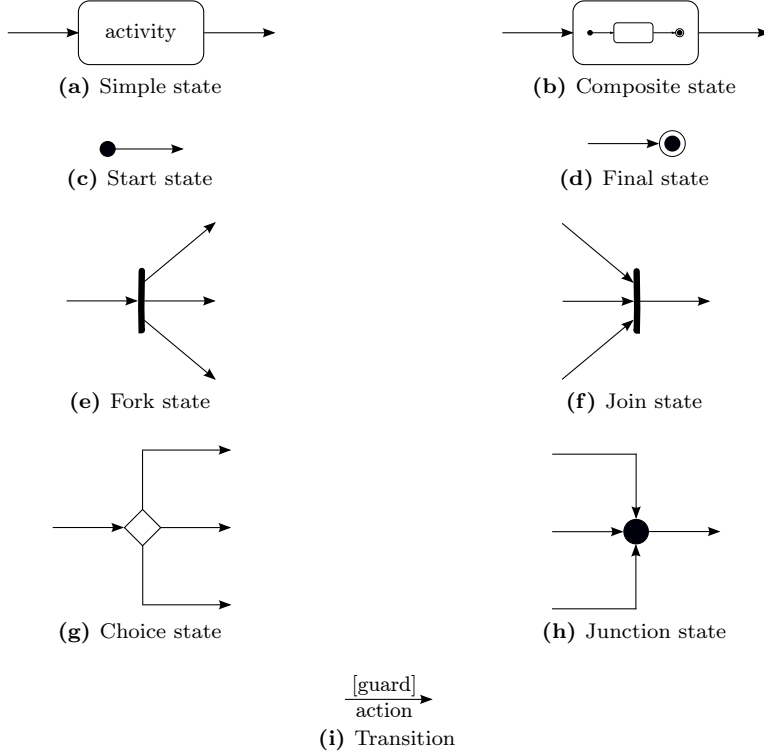 activity
(a) Simple state
(b) Composite state
(c) Start state
(d) Final state
(e) Fork state
(f) Join state
(g) Choice state
(h) Junction state
[guard]
action
(i) Transition